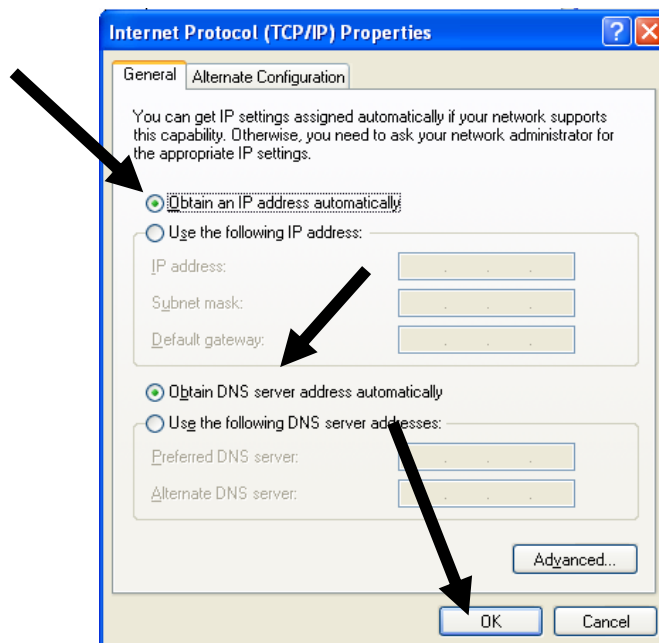 Internet Protocol (TCP/IP) Properties
General
Alternate Configuration
You can get IP settings assigned automatically if your network supports
this capability. Otherwise, you need to ask your network administrator for
the appropriate IP settings.
Obtain an IP address automatically
Use the following IP address:
IP address:
Subnet mask:
Default gateway:
Obtain DNS server address automatically
Use the following DNS server addresses:
Preferred DNS server:
Alternate DNS server:
Advanced...
OK
Cancel